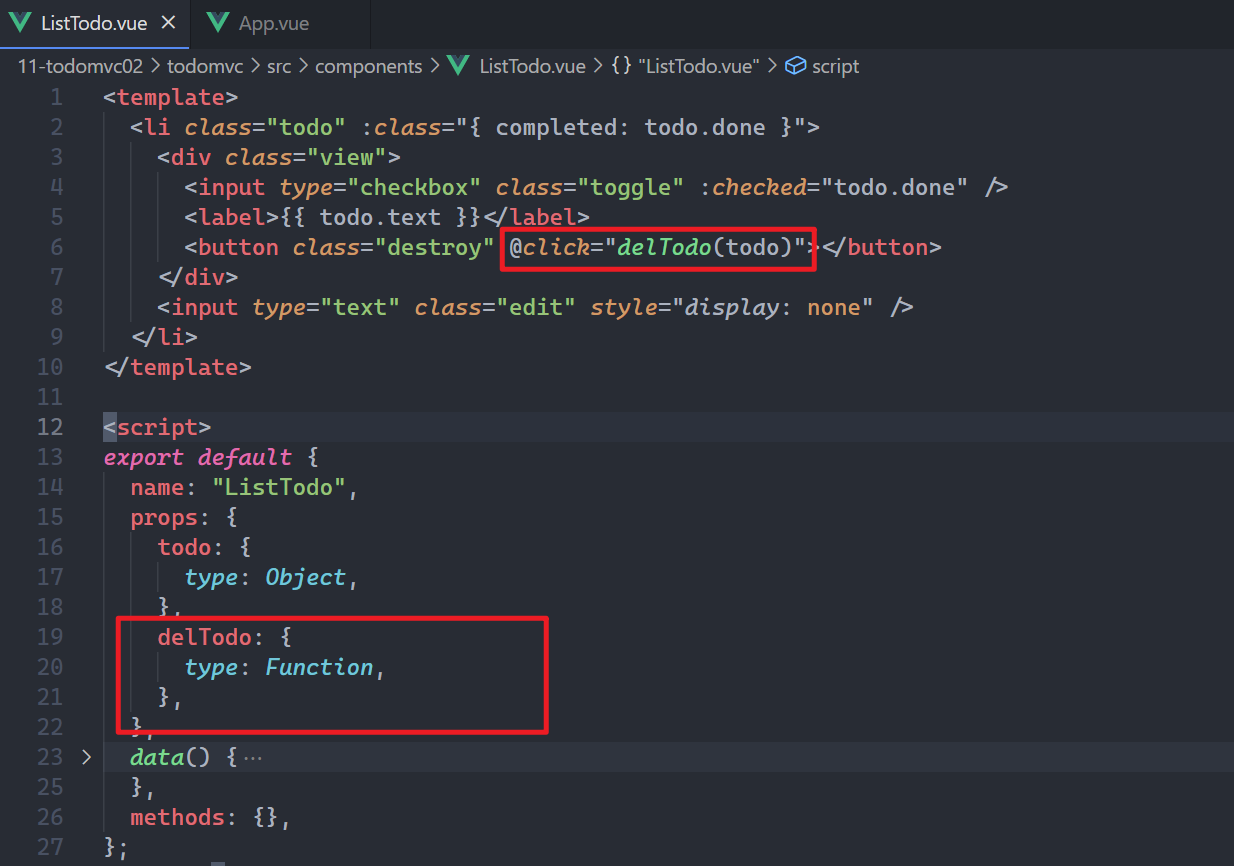 ListTodo.vue × App.vue
11-todomvc02 > todomvc > src > components > ListTodo.vue > {} "ListTodo.vue" > script
1 <template>
2 <li class="todo" :class="{ completed: todo.done }">
3 <div class="view">
4 <input type="checkbox" class="toggle" :checked="todo.done" />
5 <label>{{ todo.text }}</label>
6 <button class="destroy" @click="delTodo(todo)"></button>
7 </div>
8 <input type="text" class="edit" style="display: none" />
9 </li>
10 </template>
11
12 <script>
13 export default {
14 name: "ListTodo",
15 props: {
16 todo: {
17 type: Object,
18 },
19 delTodo: {
20 type: Function,
21 },
22 },
23 > data() { ···
25 },
26 methods: {},
27 };